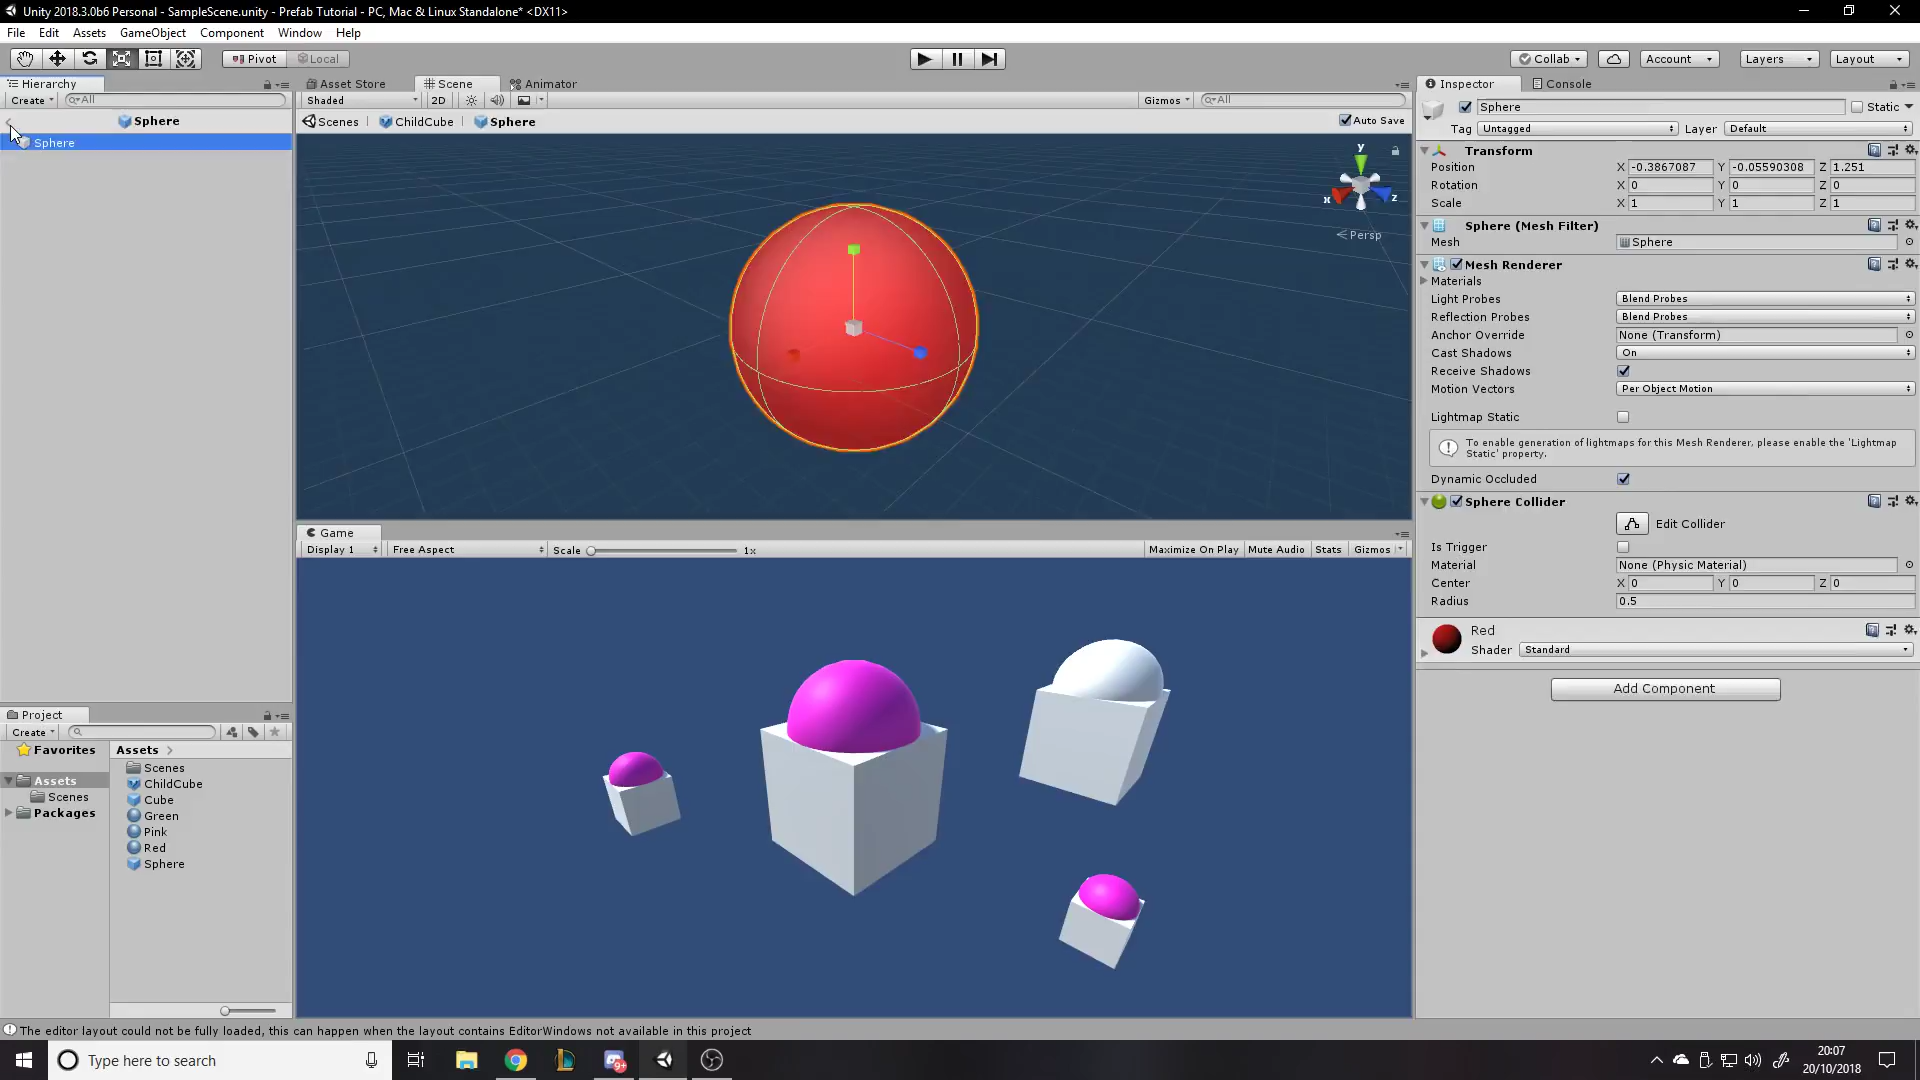 Unity 2018.3.0b6 Personal - SampleScene.unity - Prefab Tutorial - PC, Mac & Linux Standalone* <DX11>
File Edit Assets GameObject Component Window Help
Pivot Local Collab Account Layers Layout
Hierarchy Asset Store Scene Animator Inspector Console
Create All Shaded 2D Gizmos All Sphere Static
Sphere Scenes ChildCube Sphere Auto Save Tag Untagged Layer Default
Sphere
y
x
z
Persp
Transform
Position X -0.3867087 Y -0.05590308 Z 1.251
Rotation X 0 Y 0 Z 0
Scale X 1 Y 1 Z 1
Sphere (Mesh Filter)
Mesh Sphere
Mesh Renderer
Materials
Light Probes Blend Probes
Reflection Probes Blend Probes
Anchor Override None (Transform)
Cast Shadows On
Receive Shadows
Motion Vectors Per Object Motion
Lightmap Static
To enable generation of lightmaps for this Mesh Renderer, please enable the 'Lightmap
Static' property.
Dynamic Occluded
Sphere Collider
Edit Collider
Is Trigger
Material None (Physic Material)
Center X 0 Y 0 Z 0
Radius 0.5
Red
Shader Standard
Add Component
Game
Display 1 Free Aspect Scale 1x Maximize On Play Mute Audio Stats Gizmos
Project
Create
Favorites
Assets
Scenes
Packages
Assets
Scenes
ChildCube
Cube
Green
Pink
Red
Sphere
The editor layout could not be fully loaded, this can happen when the layout contains EditorWindows not available in this project
Type here to search
9+
20:07
20/10/2018